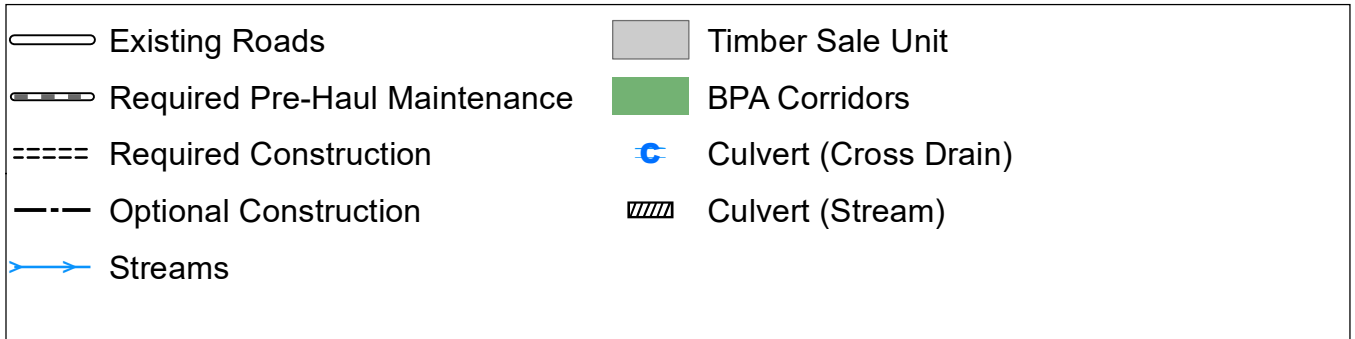 Existing Roads
Required Pre-Haul Maintenance
Required Construction
Optional Construction
Streams
Timber Sale Unit
BPA Corridors
C Culvert (Cross Drain)
Culvert (Stream)